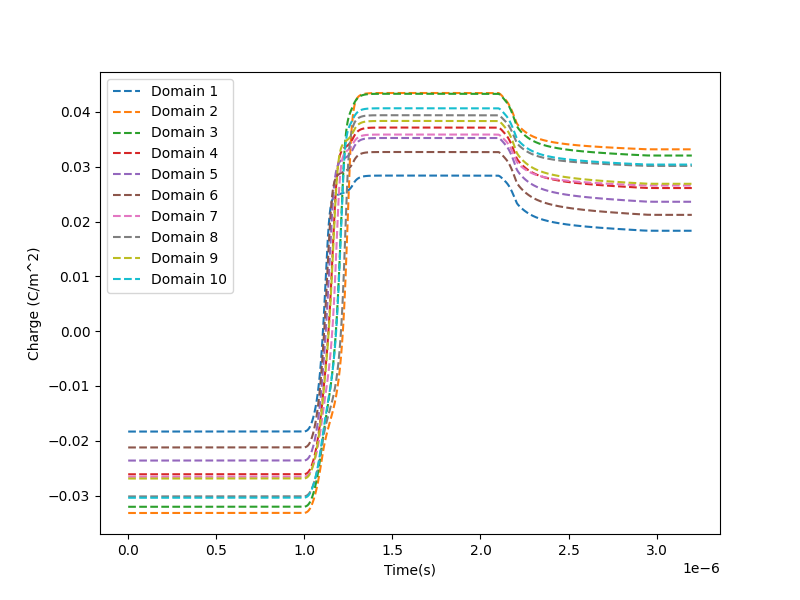 Domain 1
Domain 2
Domain 3
Domain 4
Domain 5
Domain 6
Domain 7
Domain 8
Domain 9
Domain 10
0.04
0.03
0.02
0.01
0.00
−0.01
−0.02
−0.03
Charge (C/m^2)
0.0 0.5 1.0 1.5 2.0 2.5 3.0
1e−6
Time(s)